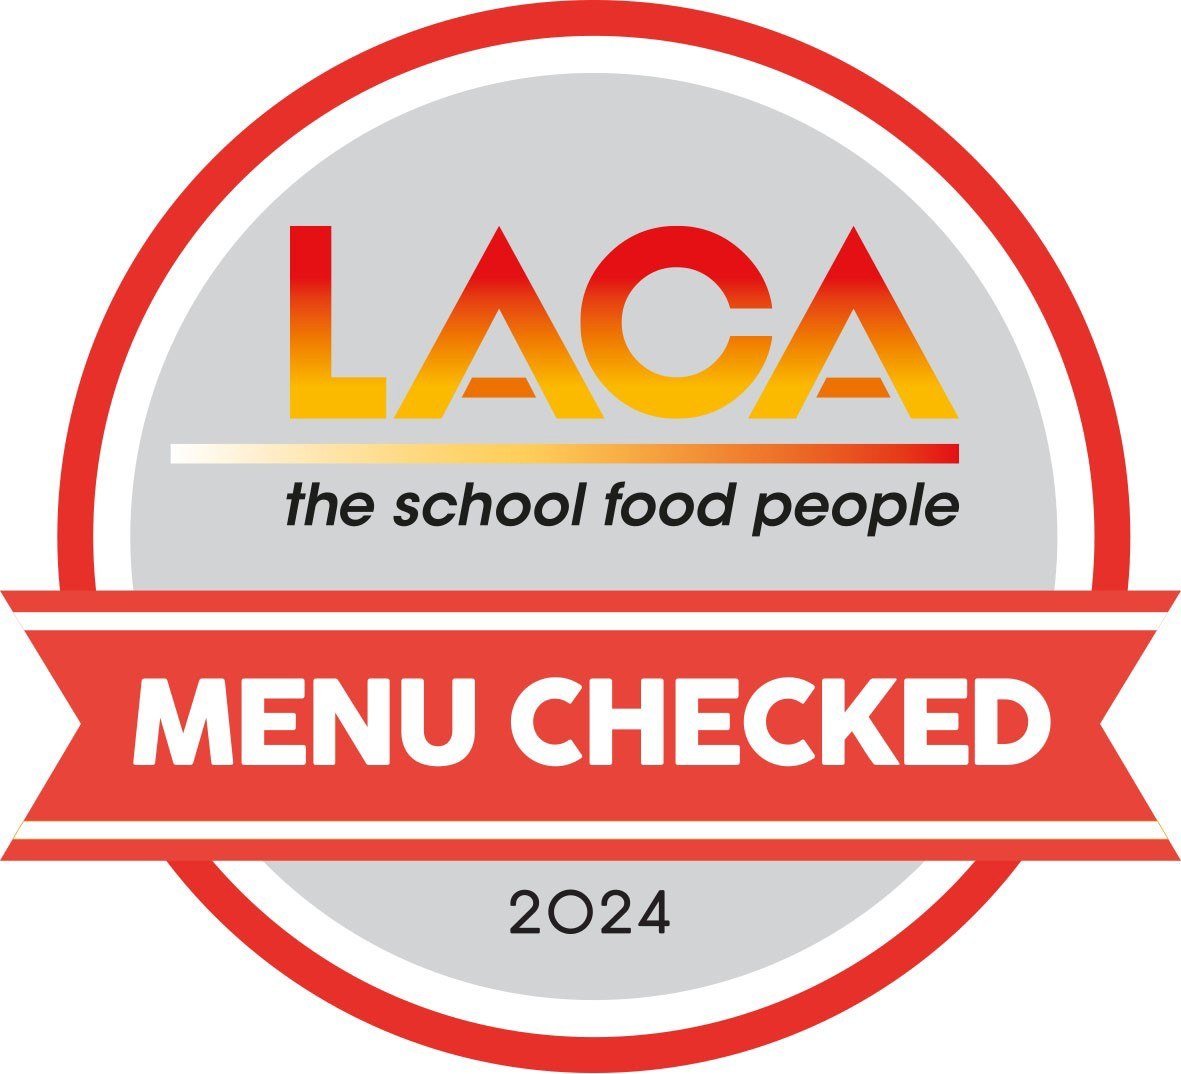 LACA
the school food people
MENU CHECKED
2024